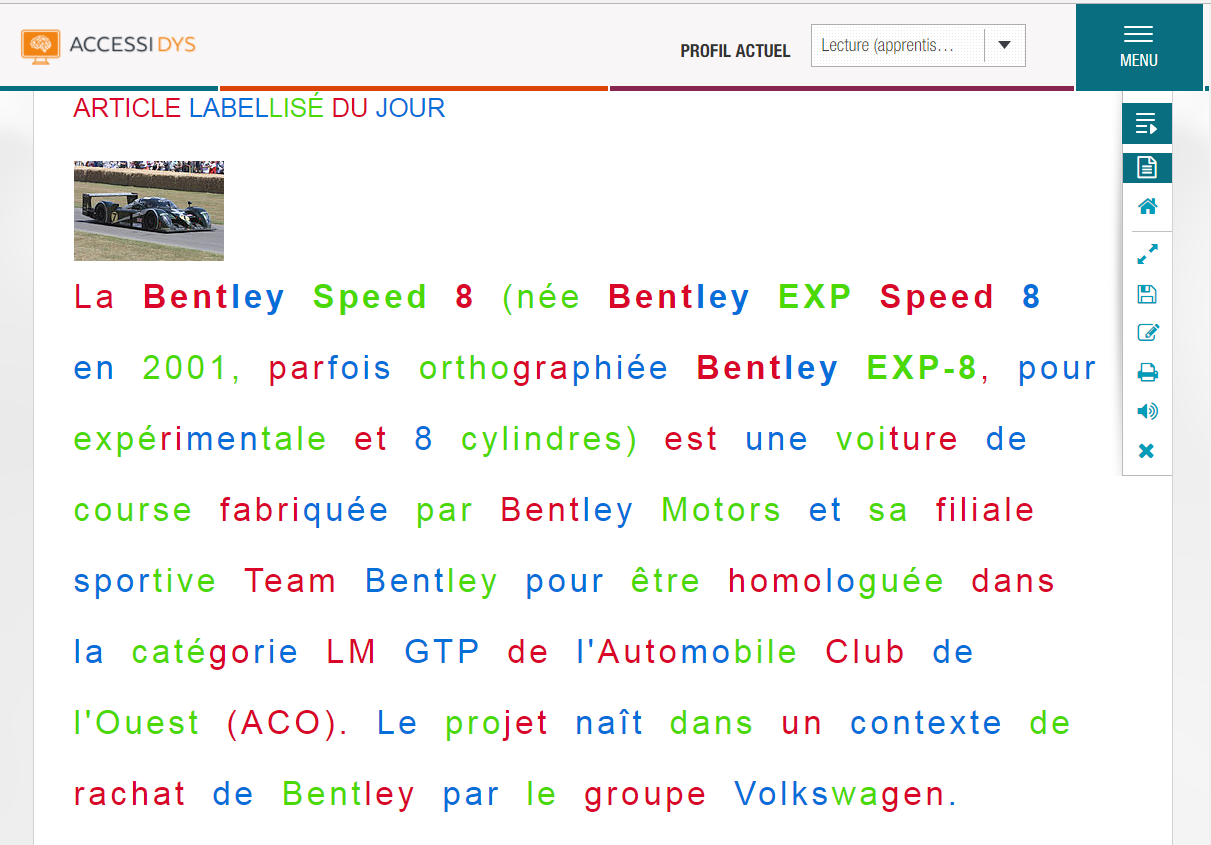 ACCESSIDYS
PROFIL ACTUEL
Lecture (apprentis…
MENU
ARTICLE LABELLISÉ DU JOUR
7
La Bentley Speed 8 (née Bentley EXP Speed 8
en 2001, parfois orthographiée Bentley EXP-8, pour
expérimentale et 8 cylindres) est une voiture de
course fabriquée par Bentley Motors et sa filiale
sportive Team Bentley pour être homologuée dans
la catégorie LM GTP de l'Automobile Club de
l'Ouest (ACO). Le projet naît dans un contexte de
rachat de Bentley par le groupe Volkswagen.